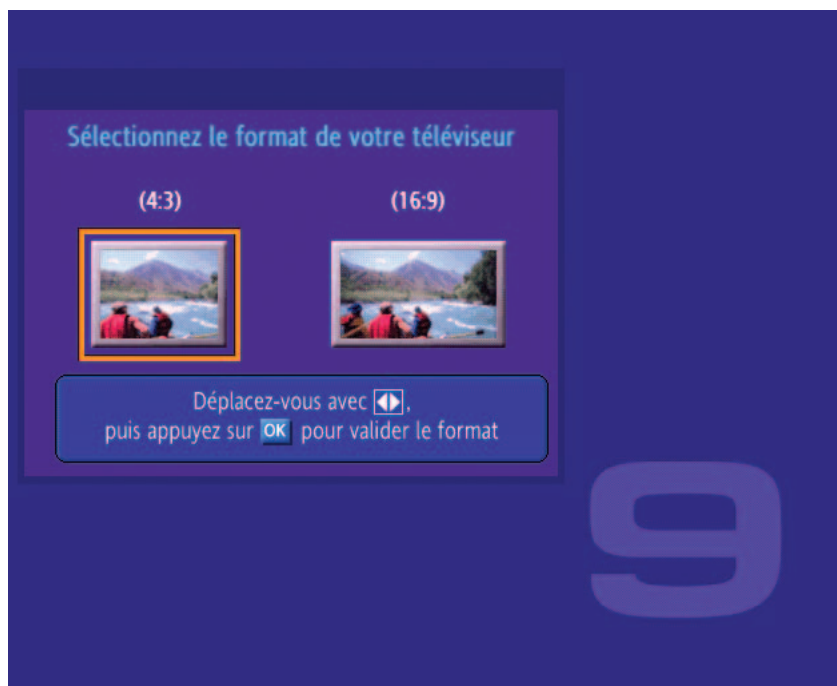 Sélectionnez le format de votre téléviseur
(4:3) (16:9)
Déplacez-vous avec ,
puis appuyez sur OK pour valider le format
9